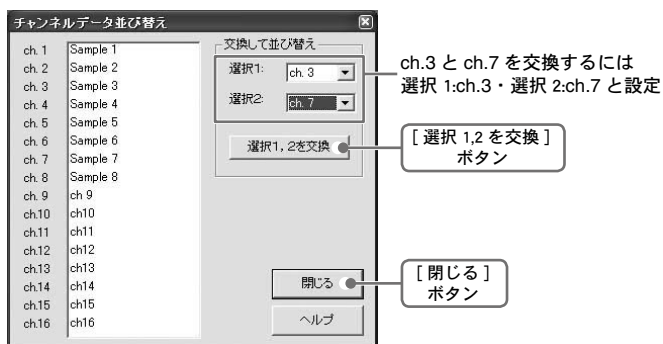 チャンネルデータ並び替え
ch. 1 Sample 1
ch. 2 Sample 2
ch. 3 Sample 3
ch. 4 Sample 4
ch. 5 Sample 5
ch. 6 Sample 6
ch. 7 Sample 7
ch. 8 Sample 8
ch. 9 ch 9
ch.10 ch10
ch.11 ch11
ch.12 ch12
ch.13 ch13
ch.14 ch14
ch.15 ch15
ch.16 ch16
交換して並び替え
選択1: ch. 3
選択2: ch. 7
選択1, 2を交換
閉じる
ヘルプ
ch.3 と ch.7 を交換するには
選択 1:ch.3・選択 2:ch.7 と設定
[ 選択 1,2 を交換 ]
ボタン
[ 閉じる ]
ボタン